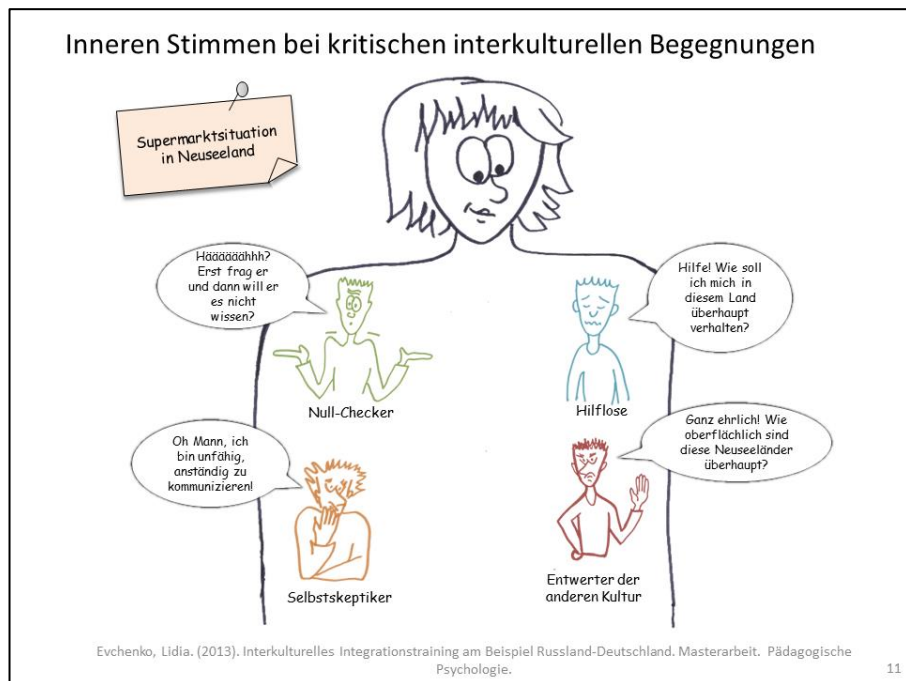 Inneren Stimmen bei kritischen interkulturellen Begegnungen
Supermarktsituation
in Neuseeland
Hääääääähhh?
Erst frag er
und dann will er
es nicht
wissen?
Null-Checker
Hilfe! Wie soll
ich mich in
diesem Land
überhaupt
verhalten?
Hilflose
Oh Mann, ich
bin unfähig,
anständig zu
kommunizieren!
Selbstskeptiker
Ganz ehrlich! Wie
oberflächlich sind
diese Neuseeländer
überhaupt?
Entwerter der
anderen Kultur
Evchenko, Lidia. (2013). Interkulturelles Integrationstraining am Beispiel Russland-Deutschland. Masterarbeit. Pädagogische
Psychologie.
11